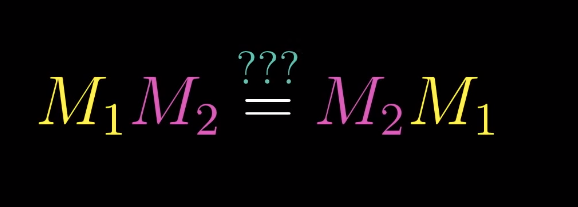 ???
M₁M₂ = M₂M₁